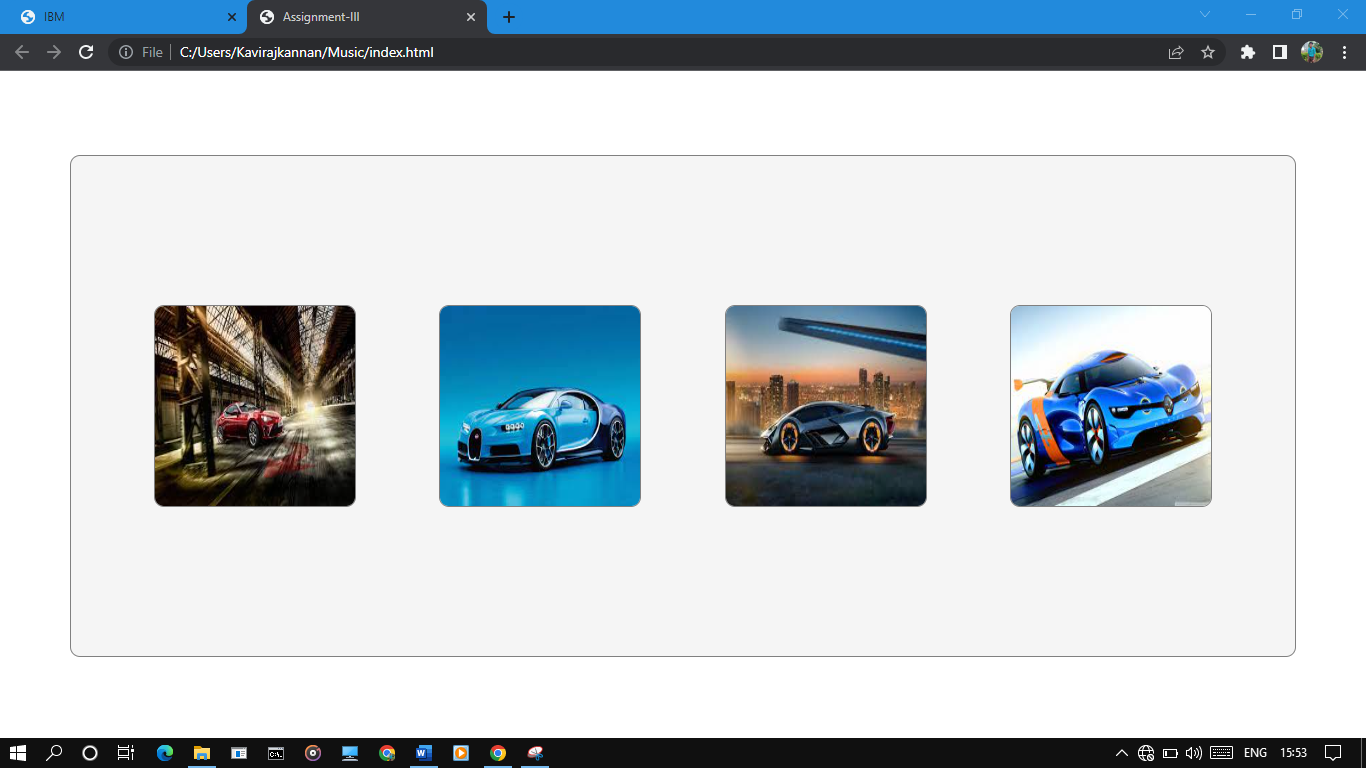 IBM
Assignment-III
File
C:/Users/Kavirajkannan/Music/index.html
ENG
15:53